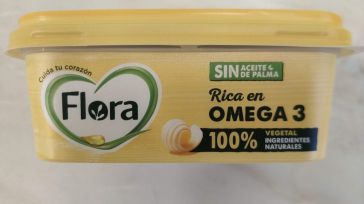 Cuida tu corazón
Flora
SIN ACEITE
DE PALMA
Rica en
OMEGA 3
100% VEGETAL
INGREDIENTES
NATURALES